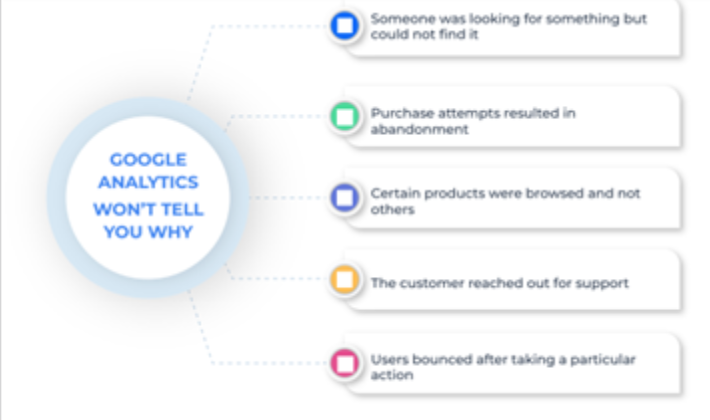 GOOGLE
ANALYTICS
WON'T TELL
YOU WHY
Someone was looking for something but
could not find it
Purchase attempts resulted in
abandonment
Certain products were browsed and not
others
The customer reached out for support
Users bounced after taking a particular
action